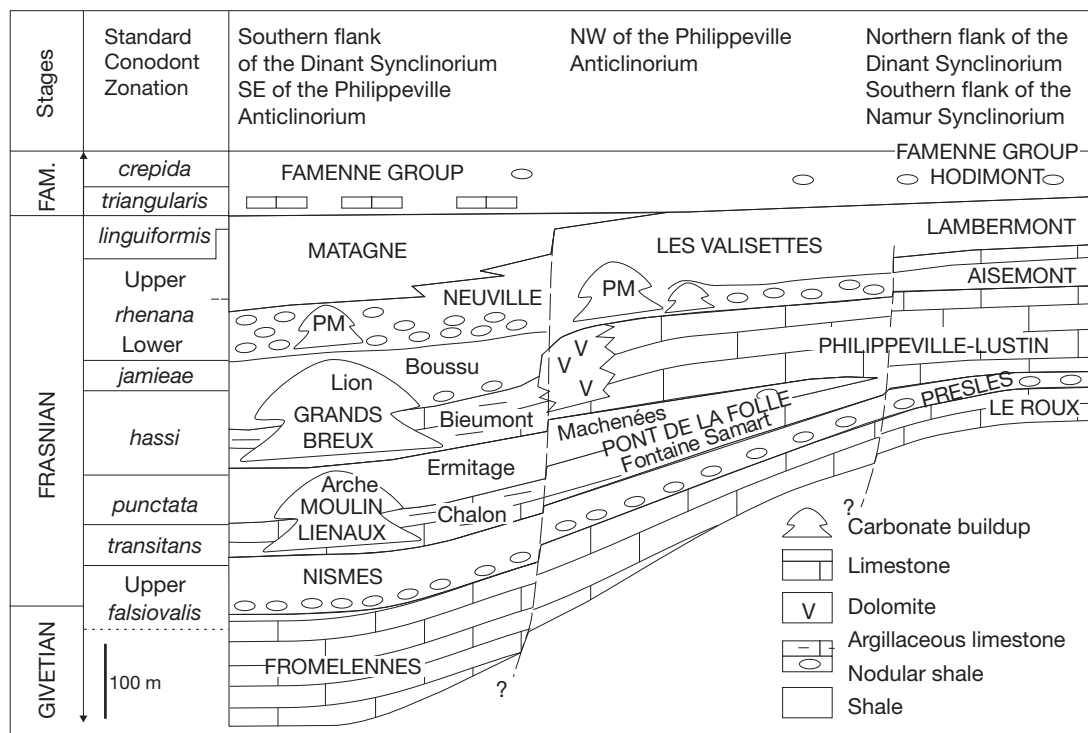 Stages
Standard
Conodont
Zonation
Southern flank
of the Dinant Synclinorium
SE of the Philippeville
Anticlinorium
NW of the Philippeville
Anticlinorium
Northern flank of the
Dinant Synclinorium
Southern flank of the
Namur Synclinorium
FAM.
crepida
triangularis
FAMENNE GROUP
FAMENNE GROUP
HODIMONT
FRASNIAN
linguiformis
Upper
rhenana
Lower
jamieae
hassi
punctata
transitans
Upper
falsiovalis
GIVETIAN
100 m
MATAGNE
NEUVILLE
PM
Boussu
Lion
GRANDS
BREUX
Bieumont
Ermitage
Arche
MOULIN
LIENAUX
Chalon
NISMES
FROMELENNES
?
LES VALISETTES
PM
V
V
V
Machenées
PONT DE LA FOLLE
Fontaine Samart
LAMBERMONT
AISEMONT
PHILIPPEVILLE-LUSTIN
PRESLES
LE ROUX
?
Carbonate buildup
Limestone
V
Dolomite
Argillaceous limestone
Nodular shale
Shale